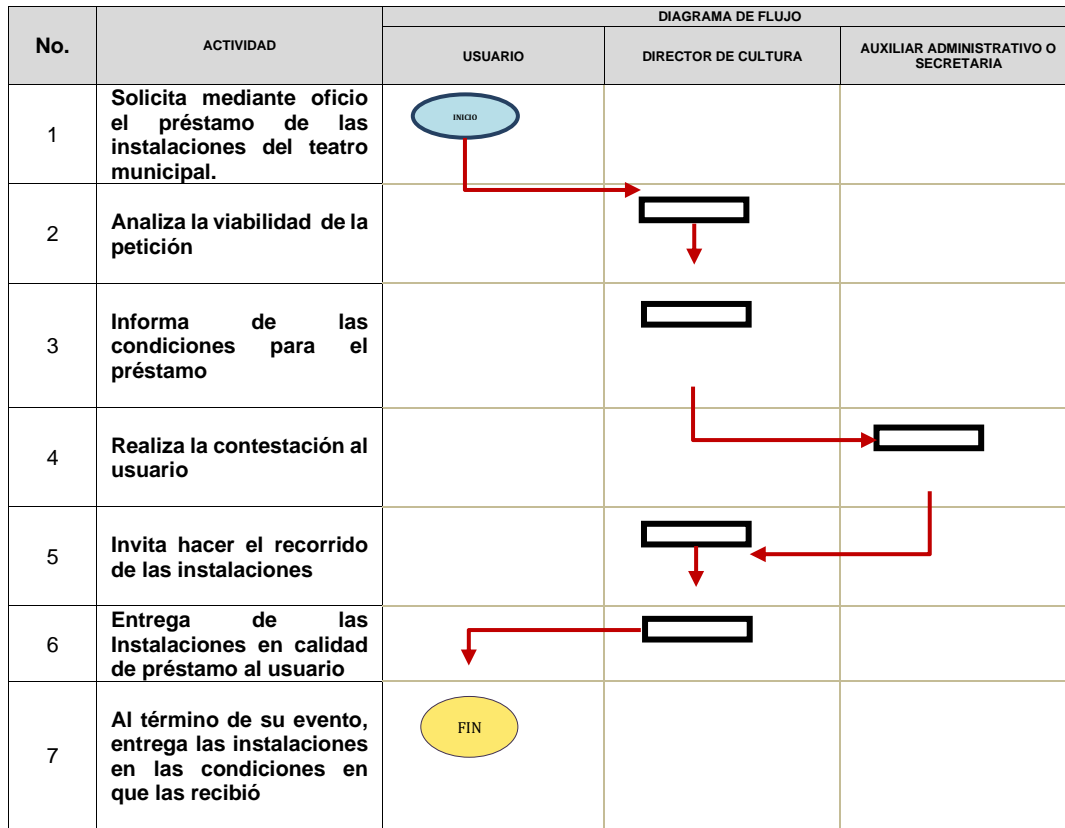 No.
ACTIVIDAD
DIAGRAMA DE FLUJO
USUARIO
DIRECTOR DE CULTURA
AUXILIAR ADMINISTRATIVO O
SECRETARIA
1
Solicita mediante oficio
el préstamo de las
instalaciones del teatro
municipal.
INICIO
2
Analiza la viabilidad de la
petición
3
Informa de las
condiciones para el
préstamo
4
Realiza la contestación al
usuario
5
Invita hacer el recorrido
de las instalaciones
6
Entrega de las
Instalaciones en calidad
de préstamo al usuario
7
Al término de su evento,
entrega las instalaciones
en las condiciones en
que las recibió
FIN